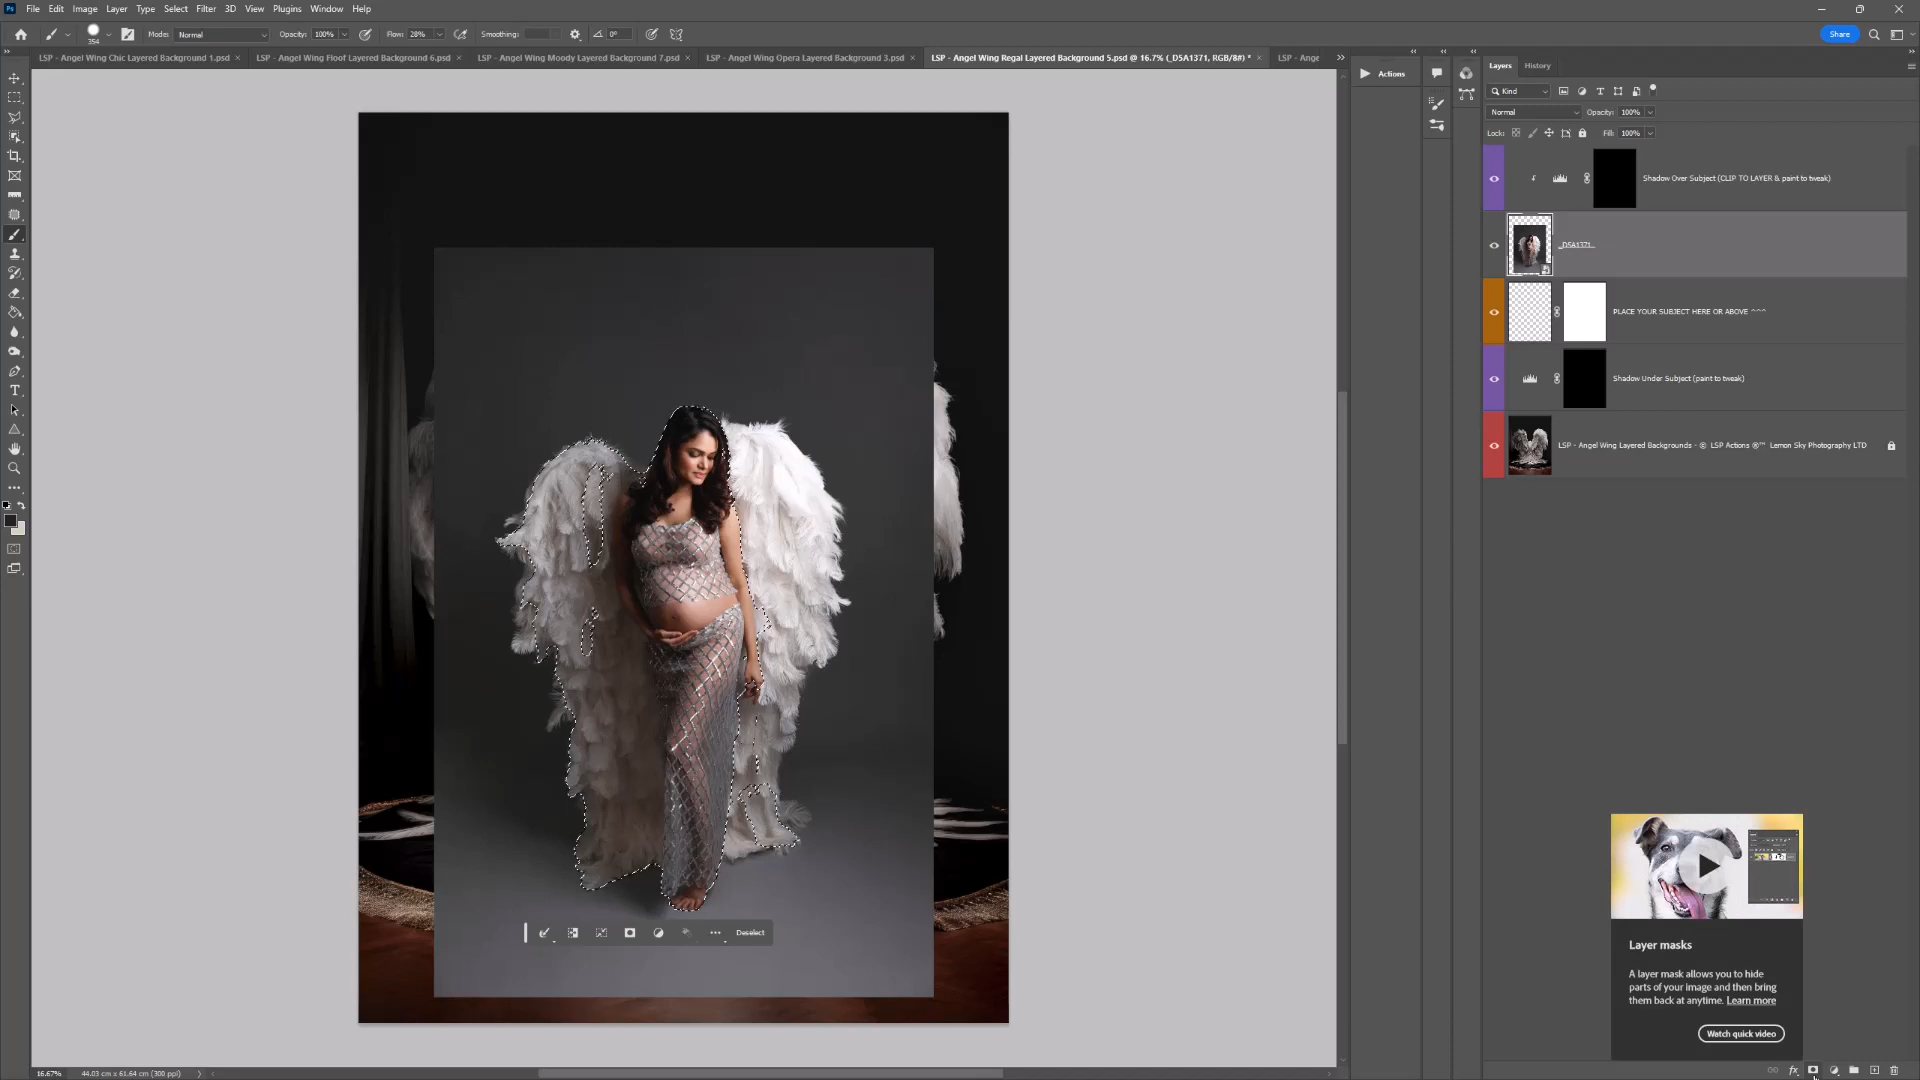 Ps File Edit Image Layer Type Select Filter 3D View Plugins Window Help
354 Mode: Normal Opacity: 100% Flow: 28% Smoothing: 0° Share
LSP - Angel Wing Chic Layered Background 1.psd × LSP - Angel Wing Floof Layered Background 6.psd × LSP - Angel Wing Moody Layered Background 7.psd × LSP - Angel Wing Opera Layered Background 3.psd × LSP - Angel Wing Regal Layered Background 5.psd @ 16.7% (_D5A1371, RGB/8#) * × LSP - Ange
Actions
Layers History
Kind
Normal Opacity: 100%
Lock: Fill: 100%
Shadow Over Subject (CLIP TO LAYER & paint to tweak)
_D5A1371
PLACE YOUR SUBJECT HERE OR ABOVE ^^^
Shadow Under Subject (paint to tweak)
LSP - Angel Wing Layered Backgrounds - © LSP Actions ®™ Lemon Sky Photography LTD
Deselect
Layer masks
A layer mask allows you to hide
parts of your image and then bring
them back at anytime. Learn more
Watch quick video
16.67% 44.03 cm x 61.64 cm (300 ppi)